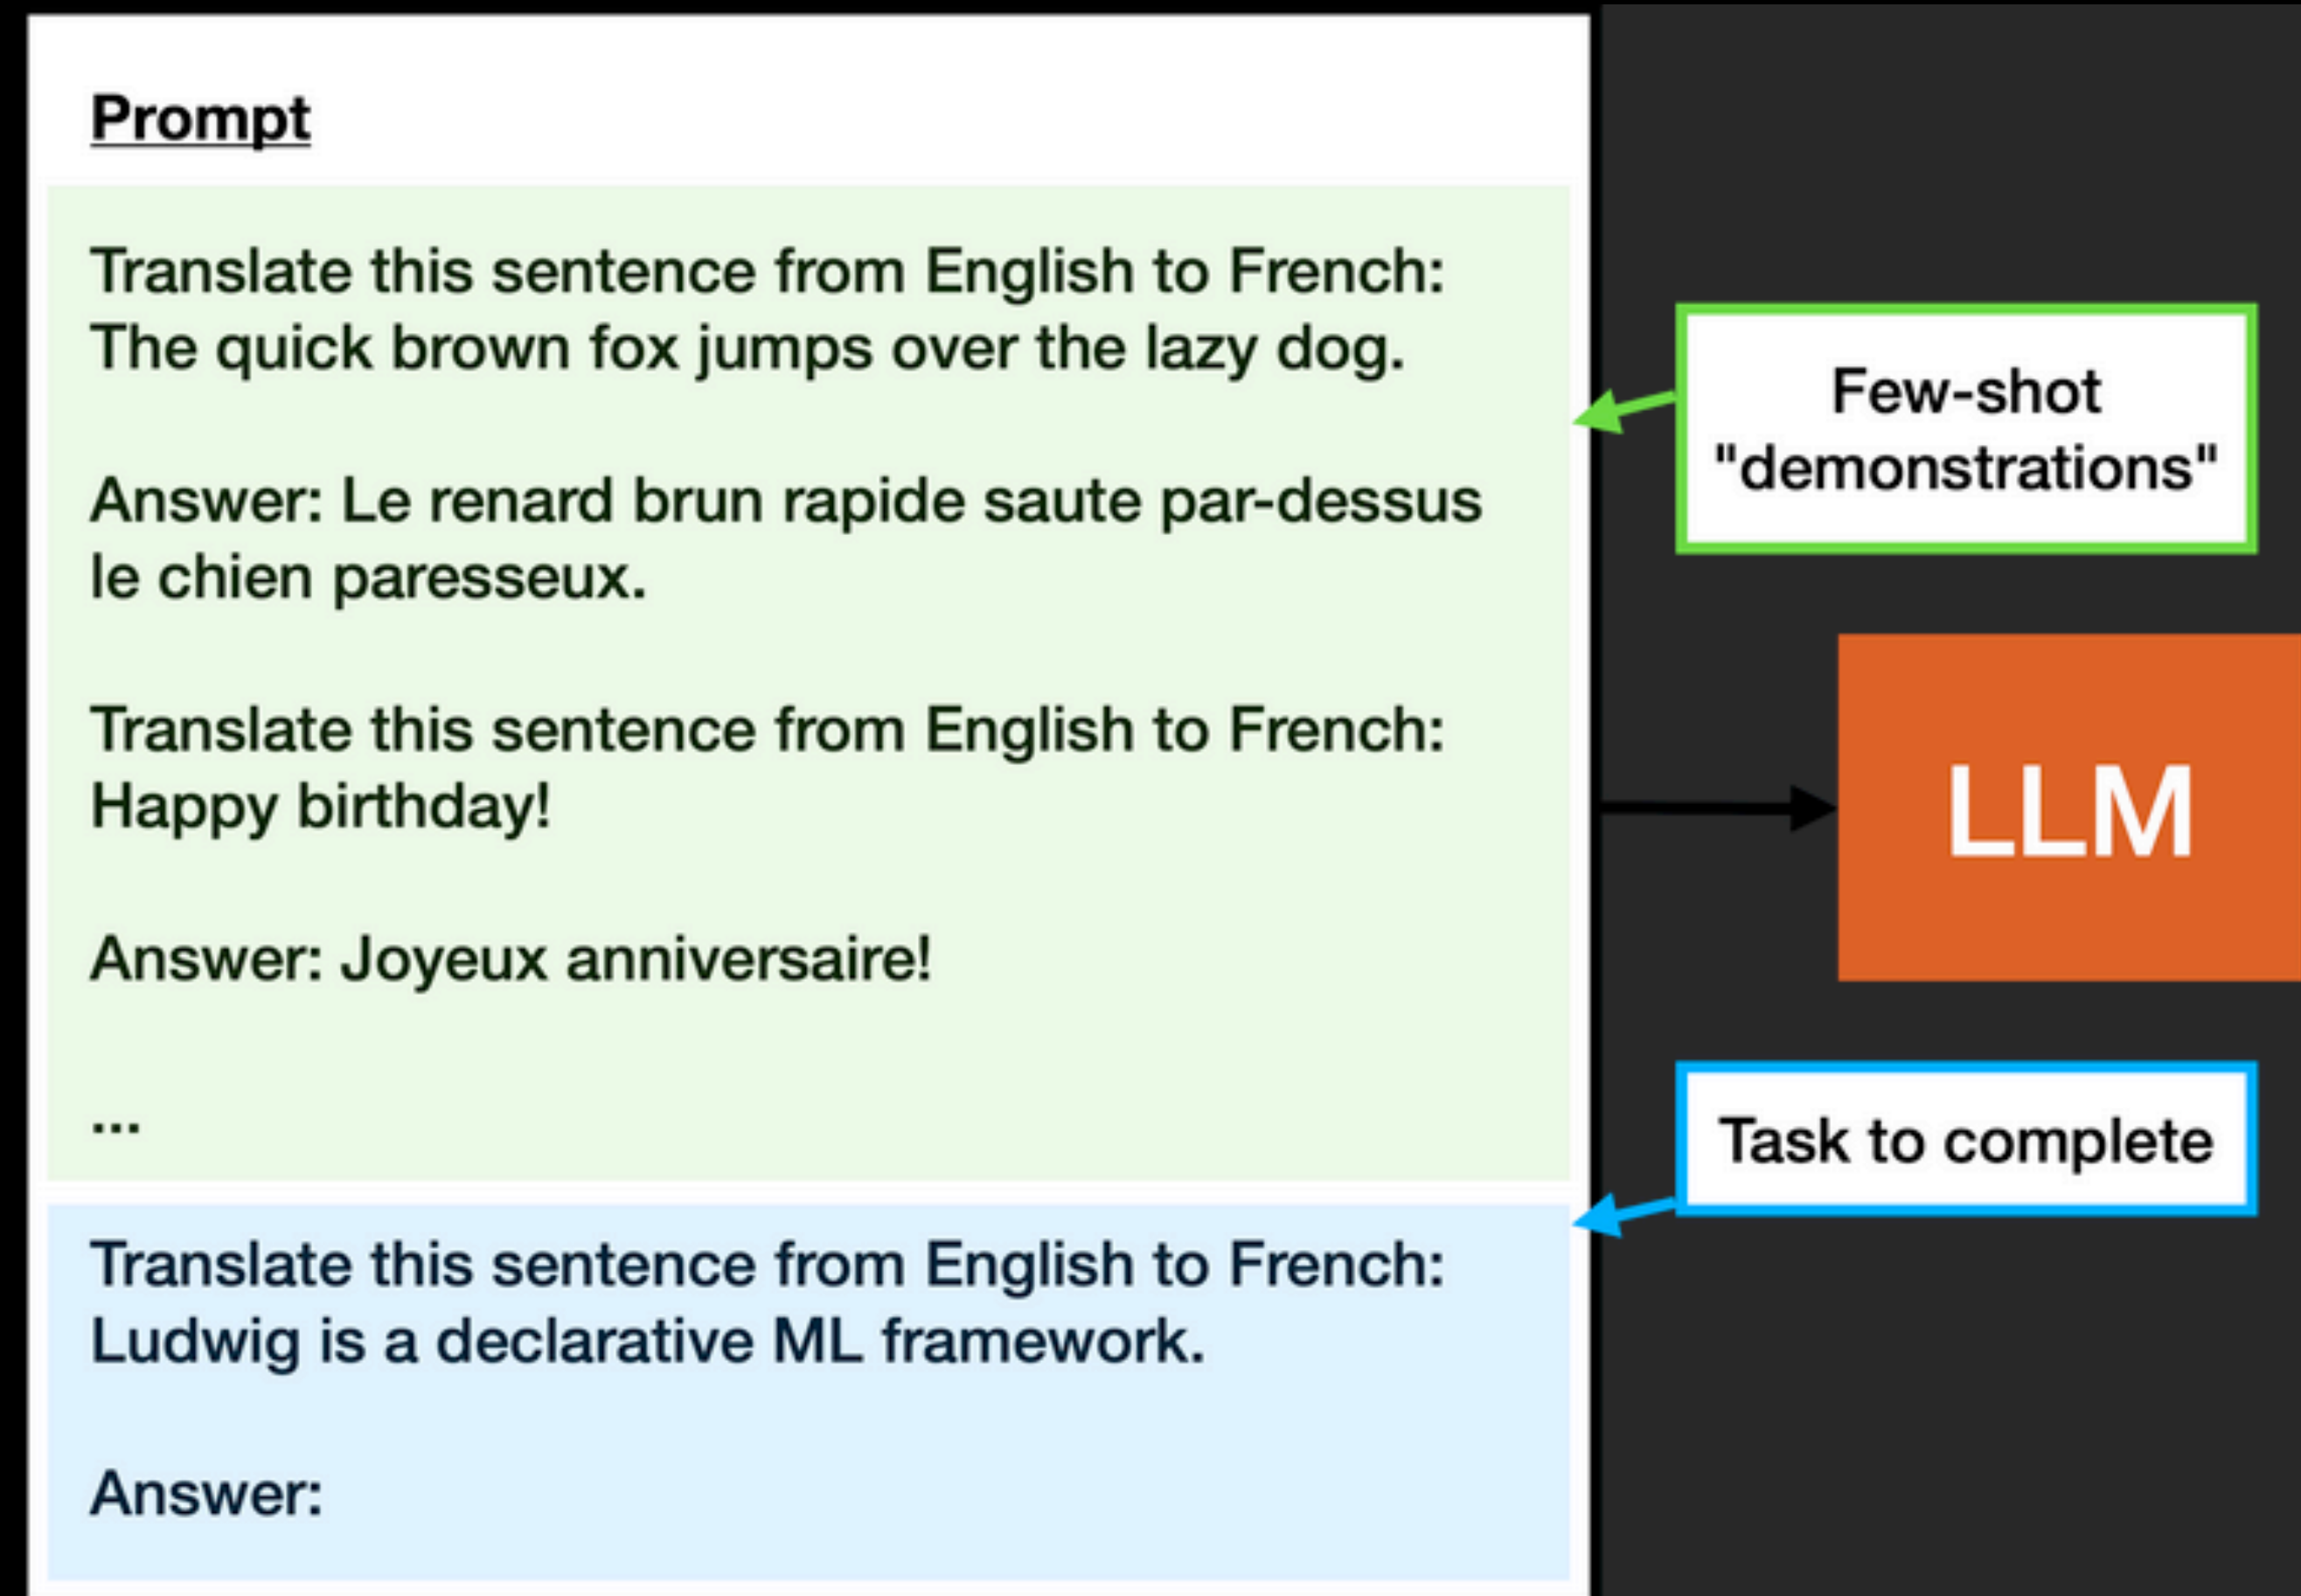 Prompt
Translate this sentence from English to French:
The quick brown fox jumps over the lazy dog.
Answer: Le renard brun rapide saute par-dessus
le chien paresseux.
Translate this sentence from English to French:
Happy birthday!
Answer: Joyeux anniversaire!
...
Translate this sentence from English to French:
Ludwig is a declarative ML framework.
Answer:
Few-shot
"demonstrations"
LLM
Task to complete